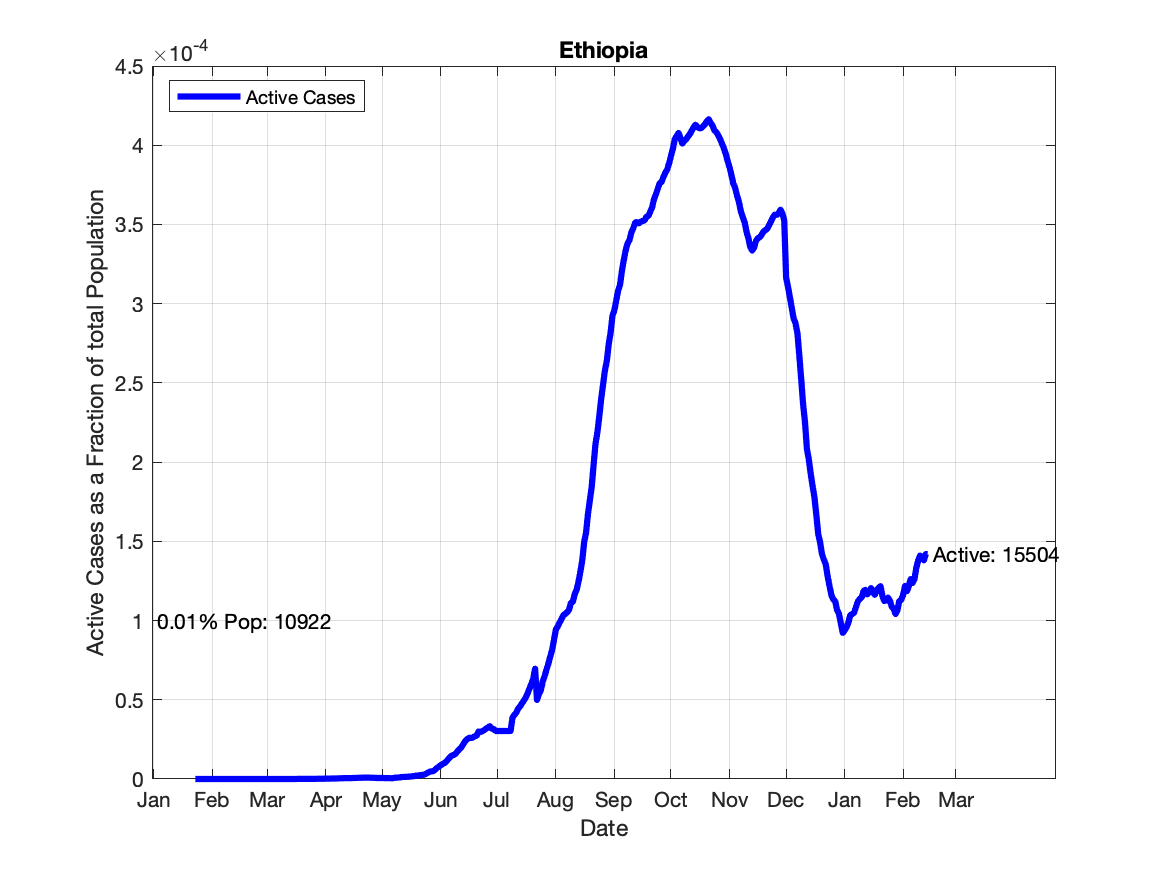 Ethiopia
×10-4
Active Cases
4.5
4
3.5
3
2.5
2
1.5
1
0.5
0
Active Cases as a Fraction of total Population
0.01% Pop: 10922
Active: 15504
Jan Feb Mar Apr May Jun Jul Aug Sep Oct Nov Dec Jan Feb Mar
Date